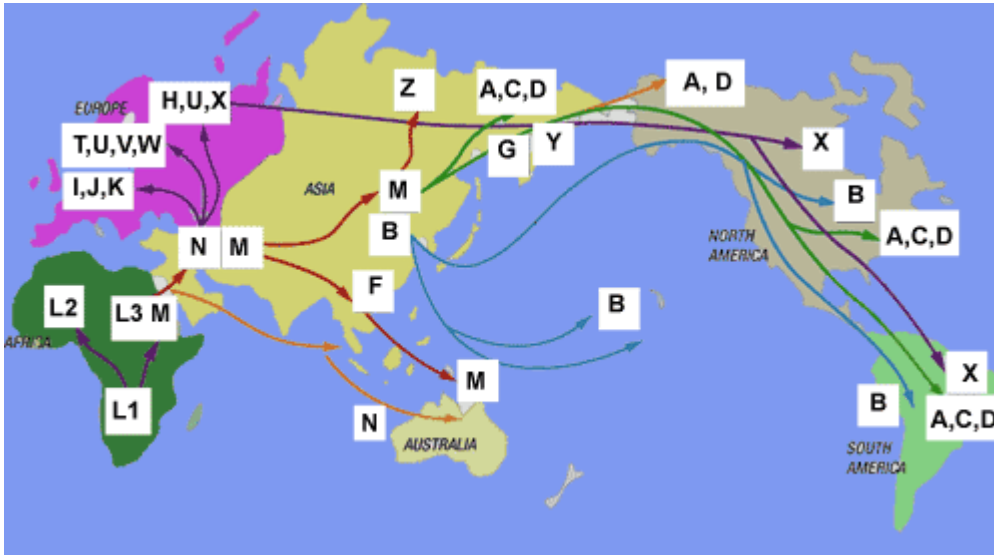 Z
A, D
H,U,X
A,C,D
EUROPE
T,U,V,W
G
Y
X
I,J,K
ASIA
M
B
B
N
M
NORTH
AMERICA
A,C,D
F
L2
L3 M
B
AFRICA
M
X
L1
B
N
A,C,D
AUSTRALIA
SOUTH
AMERICA